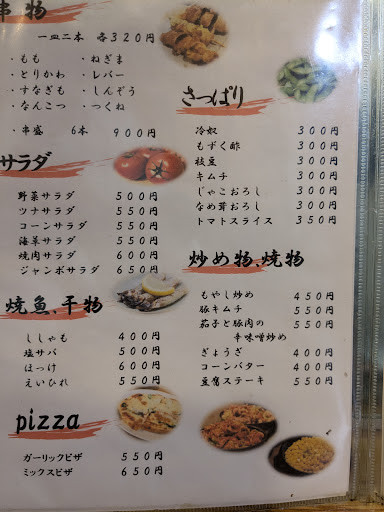 串 物
一皿二本 各320円
・もも ・ねぎま
・とりかわ ・レバー
・すなぎも ・しんぞう
・なんこつ ・つくね
・串盛 6本 900円
サラダ
野菜サラダ 500円
ツナサラダ 550円
コーンサラダ 550円
海草サラダ 550円
焼肉サラダ 600円
ジャンボサラダ 650円
焼魚、干物
ししゃも 400円
塩サバ 500円
ほっけ 600円
えいひれ 550円
pizza
ガーリックピザ 550円
ミックスピザ 650円
さっぱり
冷奴 300円
もずく酢 300円
枝豆 300円
キムチ 300円
じゃこおろし 300円
なめ茸おろし 300円
トマトスライス 350円
炒め物、焼物
もやし炒め 450円
豚キムチ 550円
茄子と豚肉の 550円
辛味噌炒め
ぎょうざ 400円
コーンバター 400円
豆腐ステーキ 550円